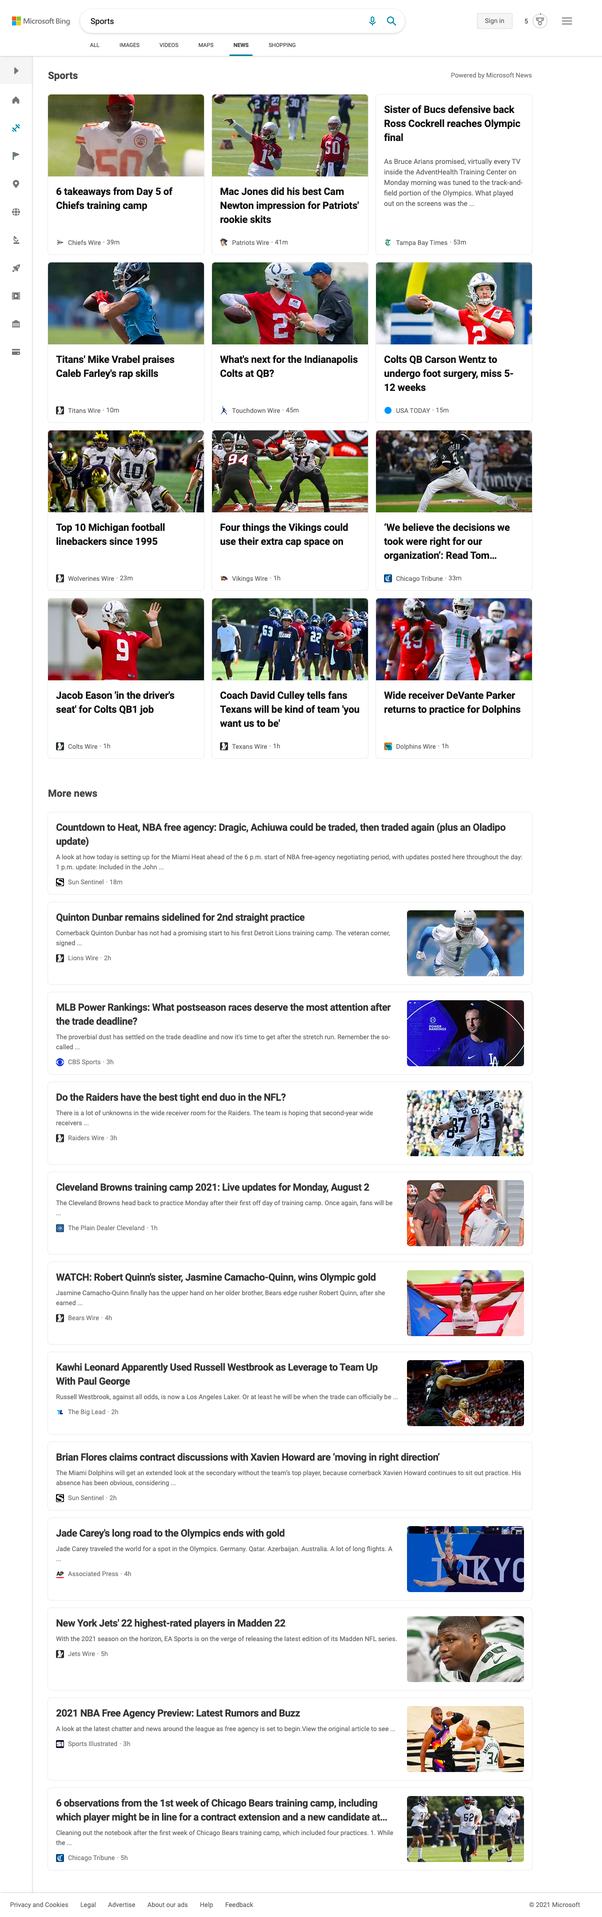 Microsoft Bing
Sports
Sign in
5
ALL IMAGES VIDEOS MAPS NEWS SHOPPING
Sports
Powered by Microsoft News
6 takeaways from Day 5 of
Chiefs training camp
Chiefs Wire · 39m
Mac Jones did his best Cam
Newton impression for Patriots'
rookie skits
Patriots Wire · 41m
Sister of Bucs defensive back
Ross Cockrell reaches Olympic
final
As Bruce Arians promised, virtually every TV
inside the AdventHealth Training Center on
Monday morning was tuned to the track-and-
field portion of the Olympics. What played
out on the screens was the ...
Tampa Bay Times · 53m
Titans' Mike Vrabel praises
Caleb Farley's rap skills
Titans Wire · 10m
What's next for the Indianapolis
Colts at QB?
Touchdown Wire · 45m
Colts QB Carson Wentz to
undergo foot surgery, miss 5-
12 weeks
USA TODAY · 15m
Top 10 Michigan football
linebackers since 1995
Wolverines Wire · 23m
Four things the Vikings could
use their extra cap space on
Vikings Wire · 1h
‘We believe the decisions we
took were right for our
organization’: Read Tom...
Chicago Tribune · 33m
Jacob Eason 'in the driver's
seat' for Colts QB1 job
Colts Wire · 1h
Coach David Culley tells fans
Texans will be kind of team 'you
want us to be'
Texans Wire · 1h
Wide receiver DeVante Parker
returns to practice for Dolphins
Dolphins Wire · 1h
More news
Countdown to Heat, NBA free agency: Dragic, Achiuwa could be traded, then traded again (plus an Oladipo
update)
A look at how today is setting up for the Miami Heat ahead of the 6 p.m. start of NBA free-agency negotiating period, with updates posted here throughout the day:
1 p.m. update: Included in the John ...
Sun Sentinel · 18m
Quinton Dunbar remains sidelined for 2nd straight practice
Cornerback Quinton Dunbar has not had a promising start to his first Detroit Lions training camp. The veteran corner,
signed ...
Lions Wire · 2h
MLB Power Rankings: What postseason races deserve the most attention after
the trade deadline?
The proverbial dust has settled on the trade deadline and now it's time to get after the stretch run. Remember the so-
called ...
CBS Sports · 3h
Do the Raiders have the best tight end duo in the NFL?
There is a lot of unknowns in the wide receiver room for the Raiders. The team is hoping that second-year wide
receivers ...
Raiders Wire · 3h
Cleveland Browns training camp 2021: Live updates for Monday, August 2
The Cleveland Browns head back to practice Monday after their first off day of training camp. Once again, fans will be
...
The Plain Dealer Cleveland · 1h
WATCH: Robert Quinn's sister, Jasmine Camacho-Quinn, wins Olympic gold
Jasmine Camacho-Quinn finally has the upper hand on her older brother, Bears edge rusher Robert Quinn, after she
earned ...
Bears Wire · 4h
Kawhi Leonard Apparently Used Russell Westbrook as Leverage to Team Up
With Paul George
Russell Westbrook, against all odds, is now a Los Angeles Laker. Or at least he will be when the trade can officially be ...
The Big Lead · 2h
Brian Flores claims contract discussions with Xavien Howard are ‘moving in right direction’
The Miami Dolphins will get an extended look at the secondary without the team's top player, because cornerback Xavien Howard continues to sit out practice. His
absence has been obvious, considering ...
Sun Sentinel · 2h
Jade Carey's long road to the Olympics ends with gold
Jade Carey traveled the world for a spot in the Olympics. Germany. Qatar. Azerbaijan. Australia. A lot of long flights. A
...
Associated Press · 4h
New York Jets' 22 highest-rated players in Madden 22
With the 2021 season on the horizon, EA Sports is on the verge of releasing the latest edition of its Madden NFL series.
Jets Wire · 5h
2021 NBA Free Agency Preview: Latest Rumors and Buzz
A look at the latest chatter and news around the league as free agency is set to begin.View the original article to see ...
Sports Illustrated · 3h
6 observations from the 1st week of Chicago Bears training camp, including
which player might be in line for a contract extension and a new candidate at...
Cleaning out the notebook after the first week of Chicago Bears training camp, which included four practices. 1. While
the ...
Chicago Tribune · 5h
Privacy and Cookies Legal Advertise About our ads Help Feedback
© 2021 Microsoft